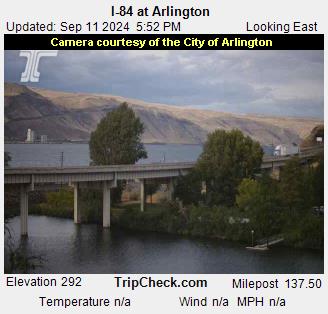 I-84 at Arlington
Updated: Sep 11 2024 5:52 PM Looking East
Camera courtesy of the City of Arlington
Elevation 292 TripCheck.com Milepost 137.50
Temperature n/a Wind n/a MPH n/a